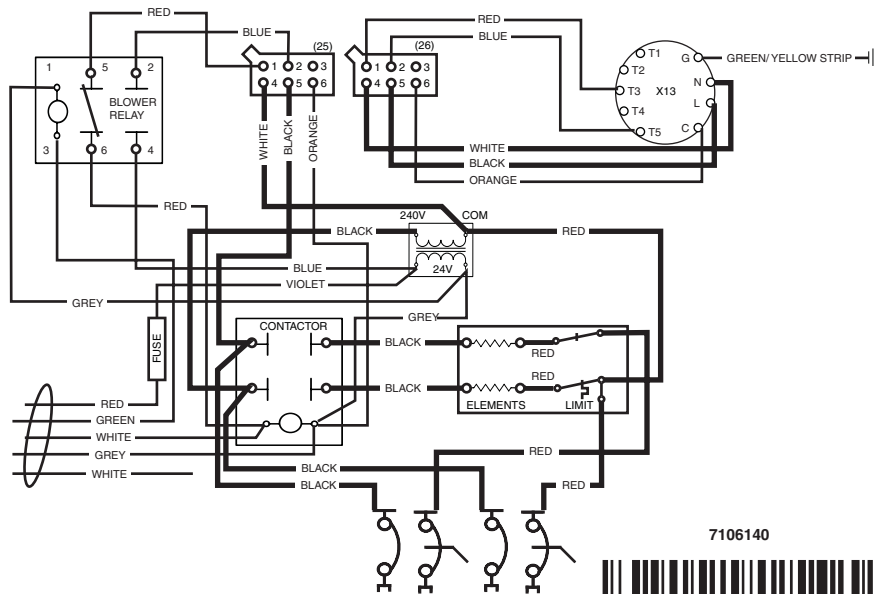 RED
BLUE
(25)
1 2 3
4 5 6
RED
BLUE
(26)
1 2 3
4 5 6
T1
T2
T3
T4
T5
X13
G
N
L
C
GREEN/YELLOW STRIP
1
5
2
BLOWER
RELAY
3
6
4
WHITE
BLACK
ORANGE
WHITE
BLACK
ORANGE
RED
240V
COM
BLACK
RED
BLUE
24V
VIOLET
GREY
GREY
CONTACTOR
FUSE
BLACK
RED
RED
BLACK
ELEMENTS
LIMIT
RED
GREEN
WHITE
GREY
WHITE
RED
BLACK
BLACK
RED
7106140